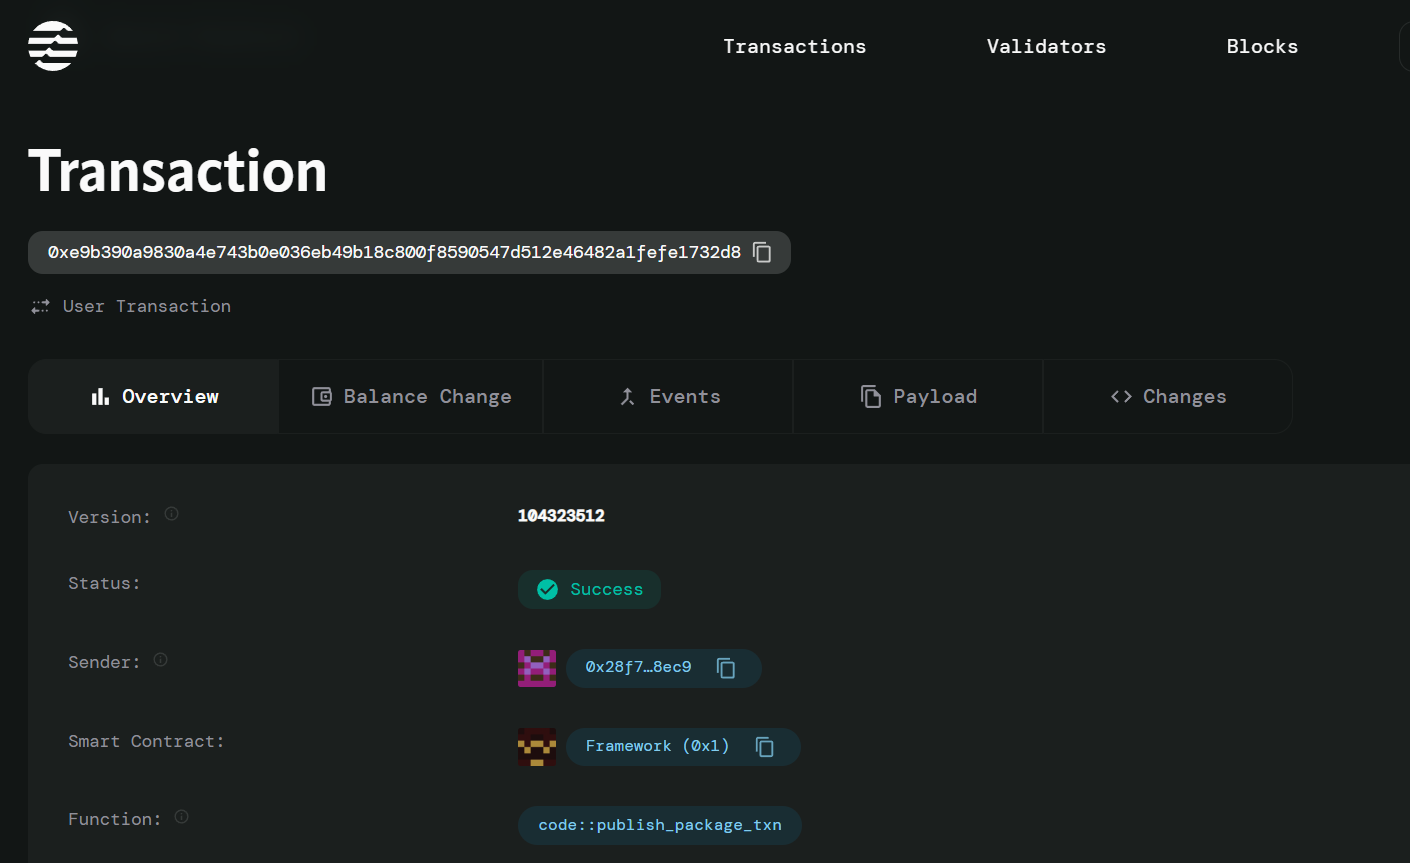 Transactions Validators Blocks
Transaction
0xe9b390a9830a4e743b0e036eb49b18c800f8590547d512e46482a1fefe1732d8
User Transaction
Overview Balance Change Events Payload Changes
Version: 104323512
Status: Success
Sender: 0x28f7…8ec9
Smart Contract: Framework (0x1)
Function: code::publish_package_txn